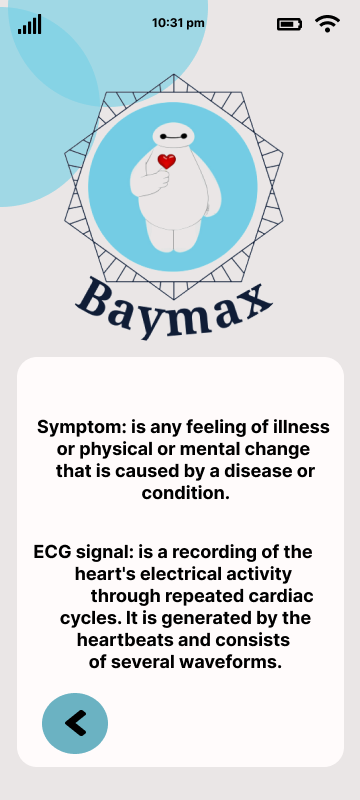 10:31 pm
Baymax
Symptom: is any feeling of illness
or physical or mental change
that is caused by a disease or
condition.
ECG signal: is a recording of the
heart's electrical activity
through repeated cardiac
cycles. It is generated by the
heartbeats and consists
of several waveforms.